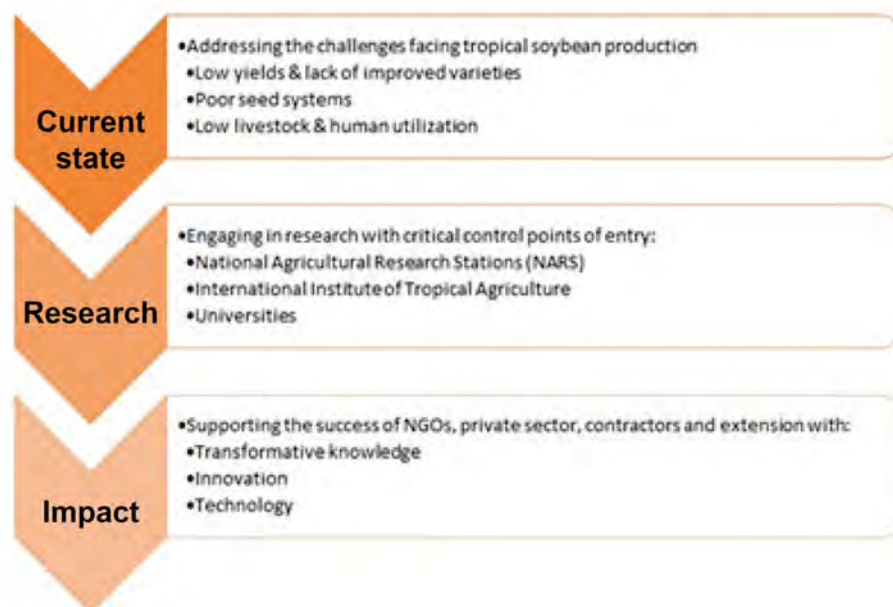 Current
state
•Addressing the challenges facing tropical soybean production
•Low yields & lack of improved varieties
•Poor seed systems
•Low livestock & human utilization
Research
•Engaging in research with critical control points of entry:
•National Agricultural Research Stations (NARS)
•International Institute of Tropical Agriculture
•Universities
Impact
•Supporting the success of NGOs, private sector, contractors and extension with:
•Transformative knowledge
•Innovation
•Technology